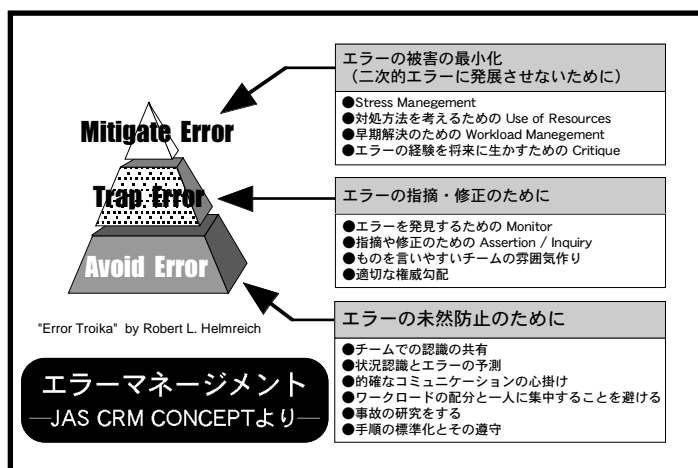 Mitigate Error
Trap Error
Avoid Error
"Error Troika" by Robert L. Helmreich
エラーマネージメント
―JAS CRM CONCEPTより―
エラーの被害の最小化
（二次的エラーに発展させないために）
●Stress Manegement
●対処方法を考えるための Use of Resources
●早期解決のための Workload Manegement
●エラーの経験を将来に生かすための Critique
エラーの指摘・修正のために
●エラーを発見するための Monitor
●指摘や修正のための Assertion / Inquiry
●ものを言いやすいチームの雰囲気作り
●適切な権威勾配
エラーの未然防止のために
●チームでの認識の共有
●状況認識とエラーの予測
●的確なコミュニケーションの心掛け
●ワークロードの配分と一人に集中することを避ける
●事故の研究をする
●手順の標準化とその遵守